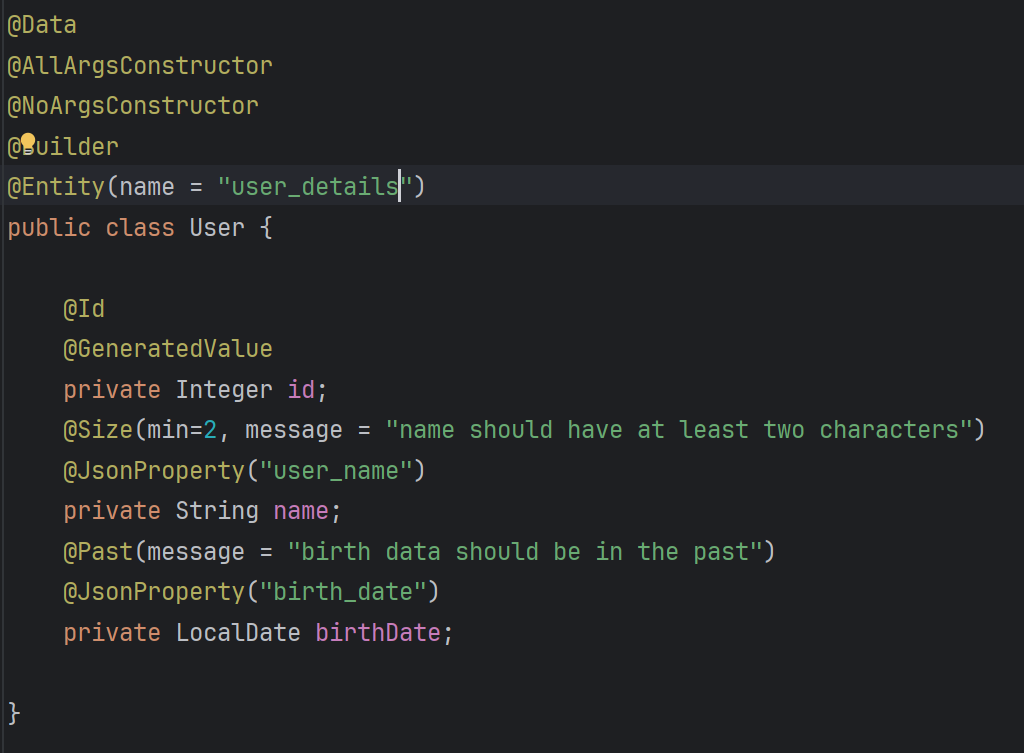 @Data
@AllArgsConstructor
@NoArgsConstructor
@Builder
@Entity(name = "user_details")
public class User {
@Id
@GeneratedValue
private Integer id;
@Size(min=2, message = "name should have at least two characters")
@JsonProperty("user_name")
private String name;
@Past(message = "birth data should be in the past")
@JsonProperty("birth_date")
private LocalDate birthDate;
}